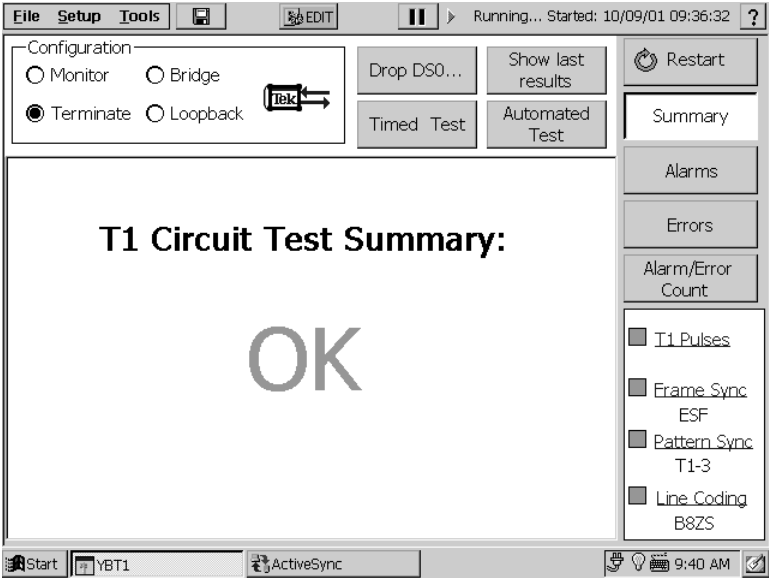 File Setup Tools EDIT Running... Started: 10/09/01 09:36:32 ?
Configuration
Monitor Bridge
Terminate Loopback
Tek
Drop DS0...
Show last
results
Timed Test
Automated
Test
Restart
Summary
Alarms
Errors
Alarm/Error
Count
T1 Circuit Test Summary:
OK
T1 Pulses
Frame Sync
ESF
Pattern Sync
T1-3
Line Coding
B8ZS
Start YBT1 ActiveSync 9:40 AM